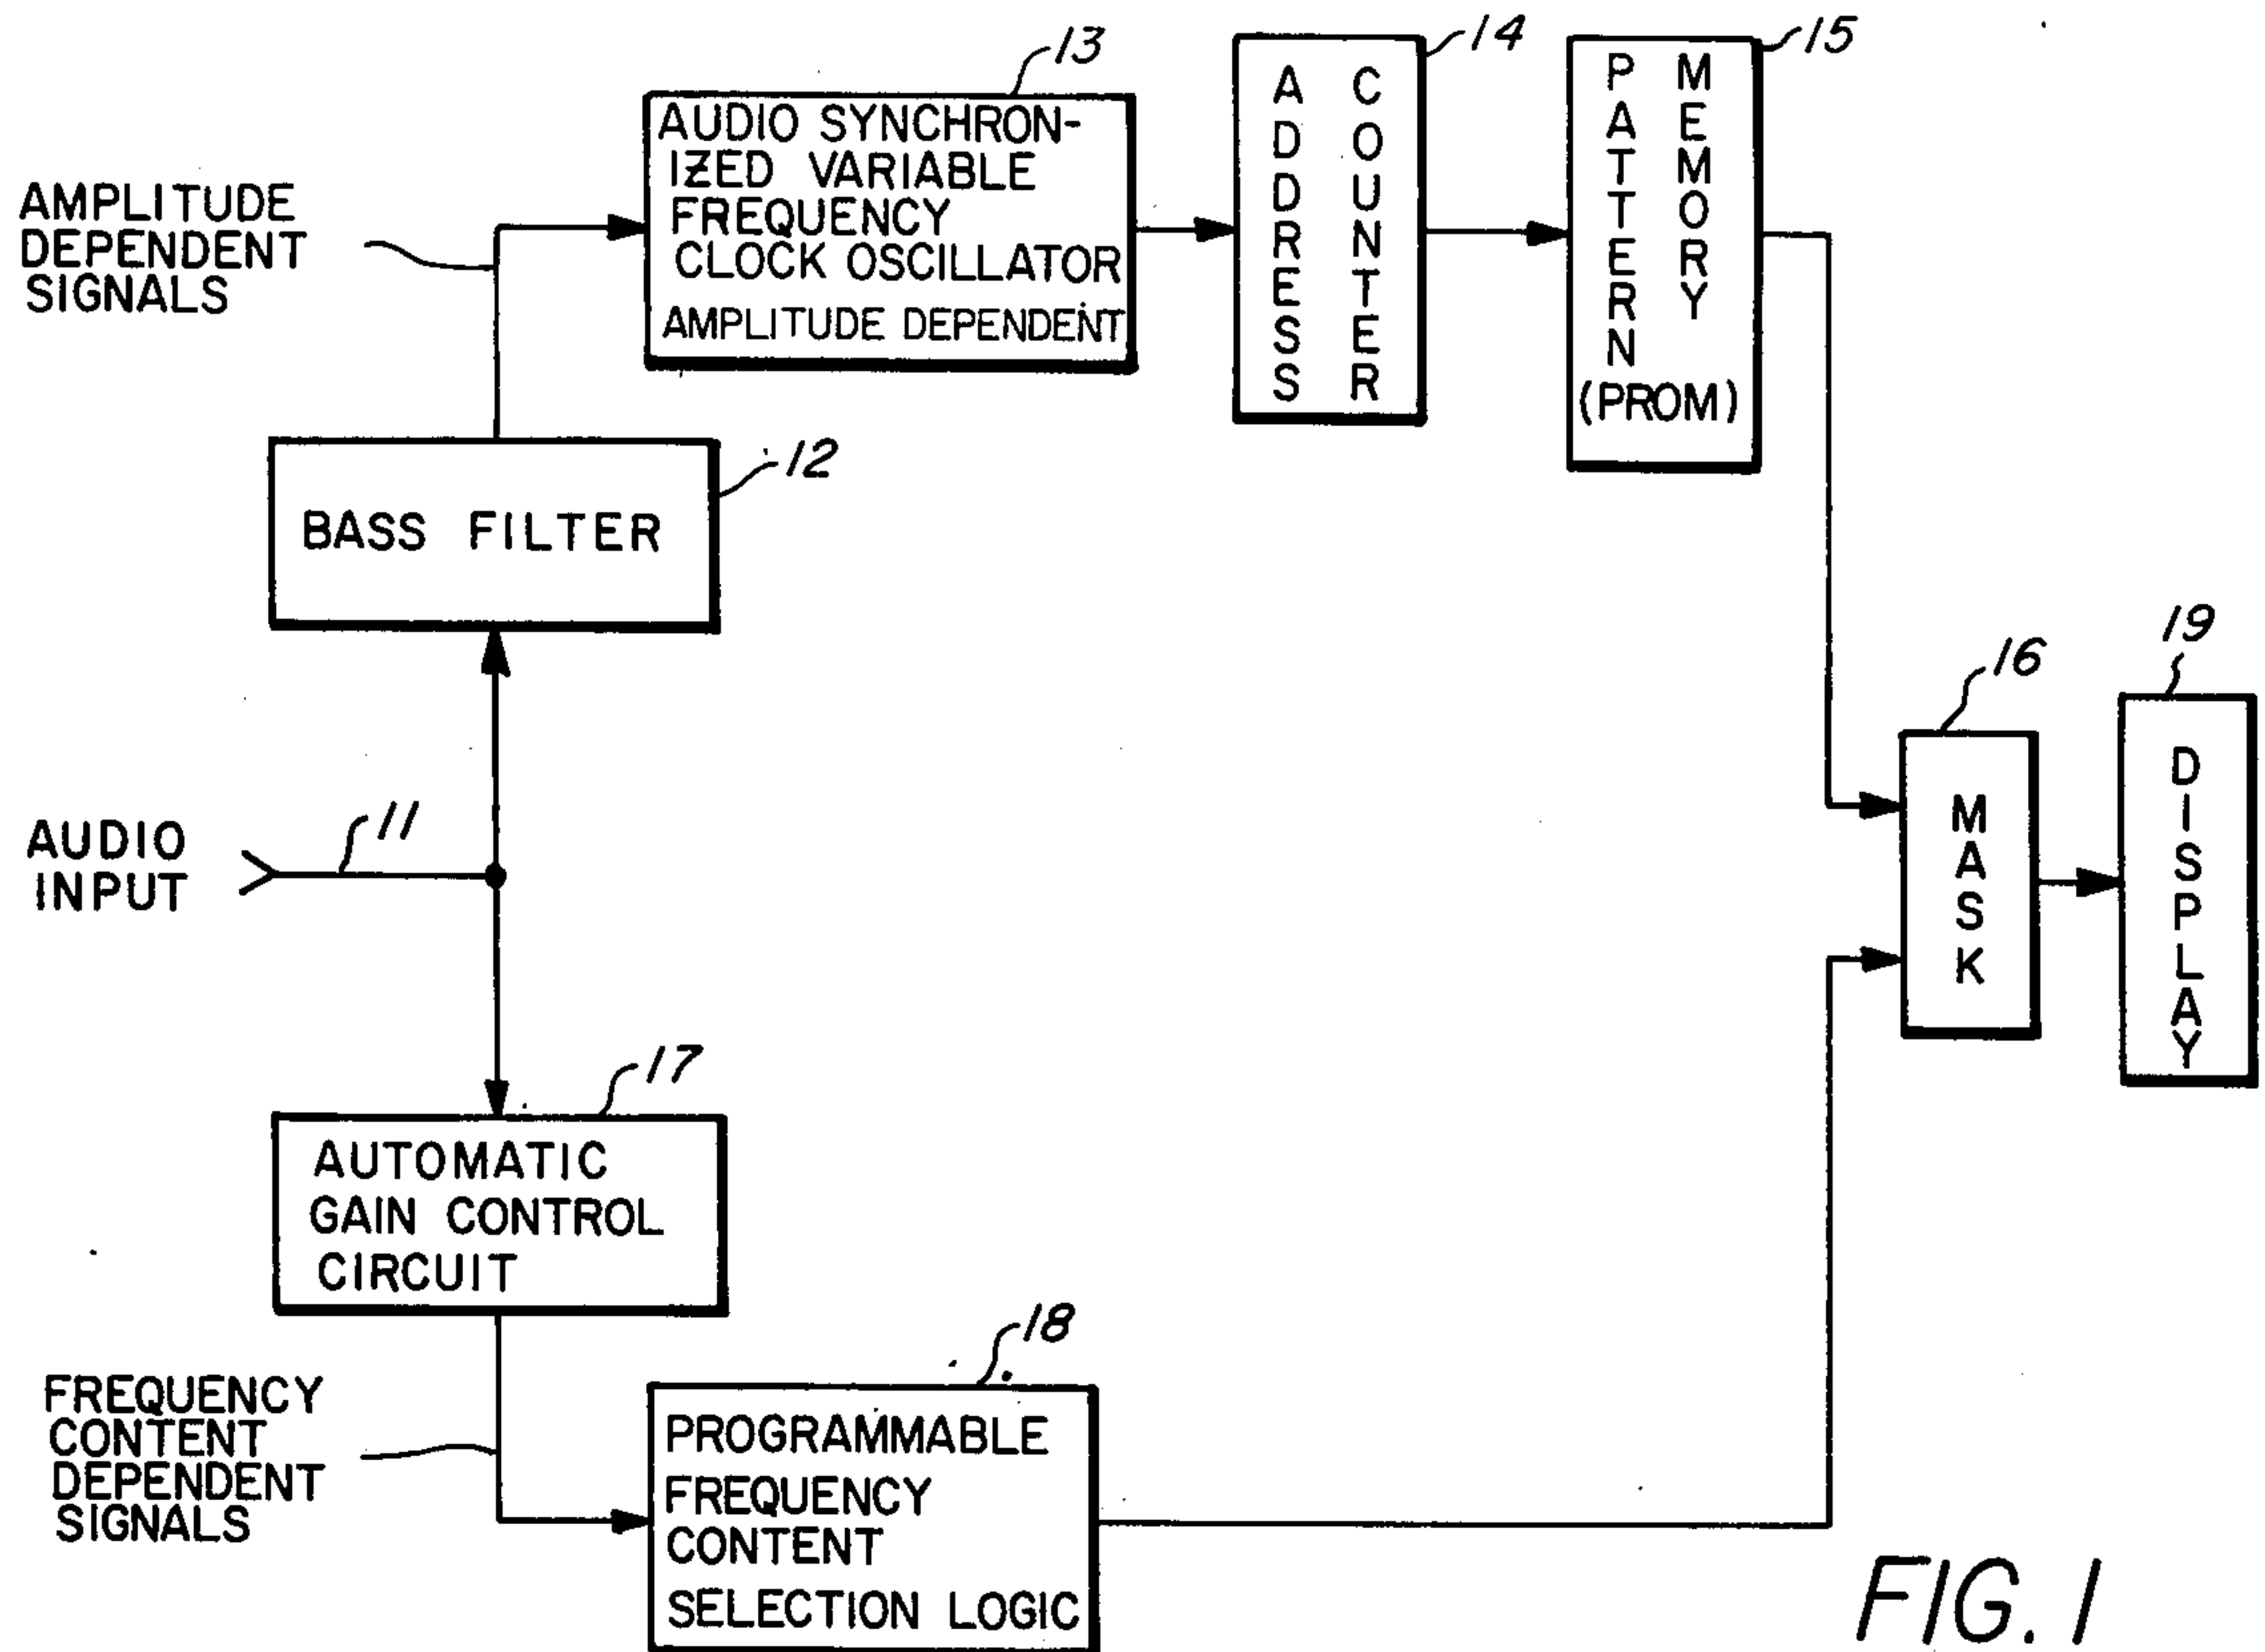 13
AUDIO SYNCHRON-
IZED VARIABLE
FREQUENCY
CLOCK OSCILLATOR
AMPLITUDE DEPENDENT
14
ADDRESS
COUNTER
15
PATTERN
MEMORY
(PROM)
AMPLITUDE
DEPENDENT
SIGNALS
12
BASS FILTER
AUDIO
INPUT
11
16
MASK
19
DISPLAY
17
AUTOMATIC
GAIN CONTROL
CIRCUIT
FREQUENCY
CONTENT
DEPENDENT
SIGNALS
18
PROGRAMMABLE
FREQUENCY
CONTENT
SELECTION LOGIC
FIG. 1